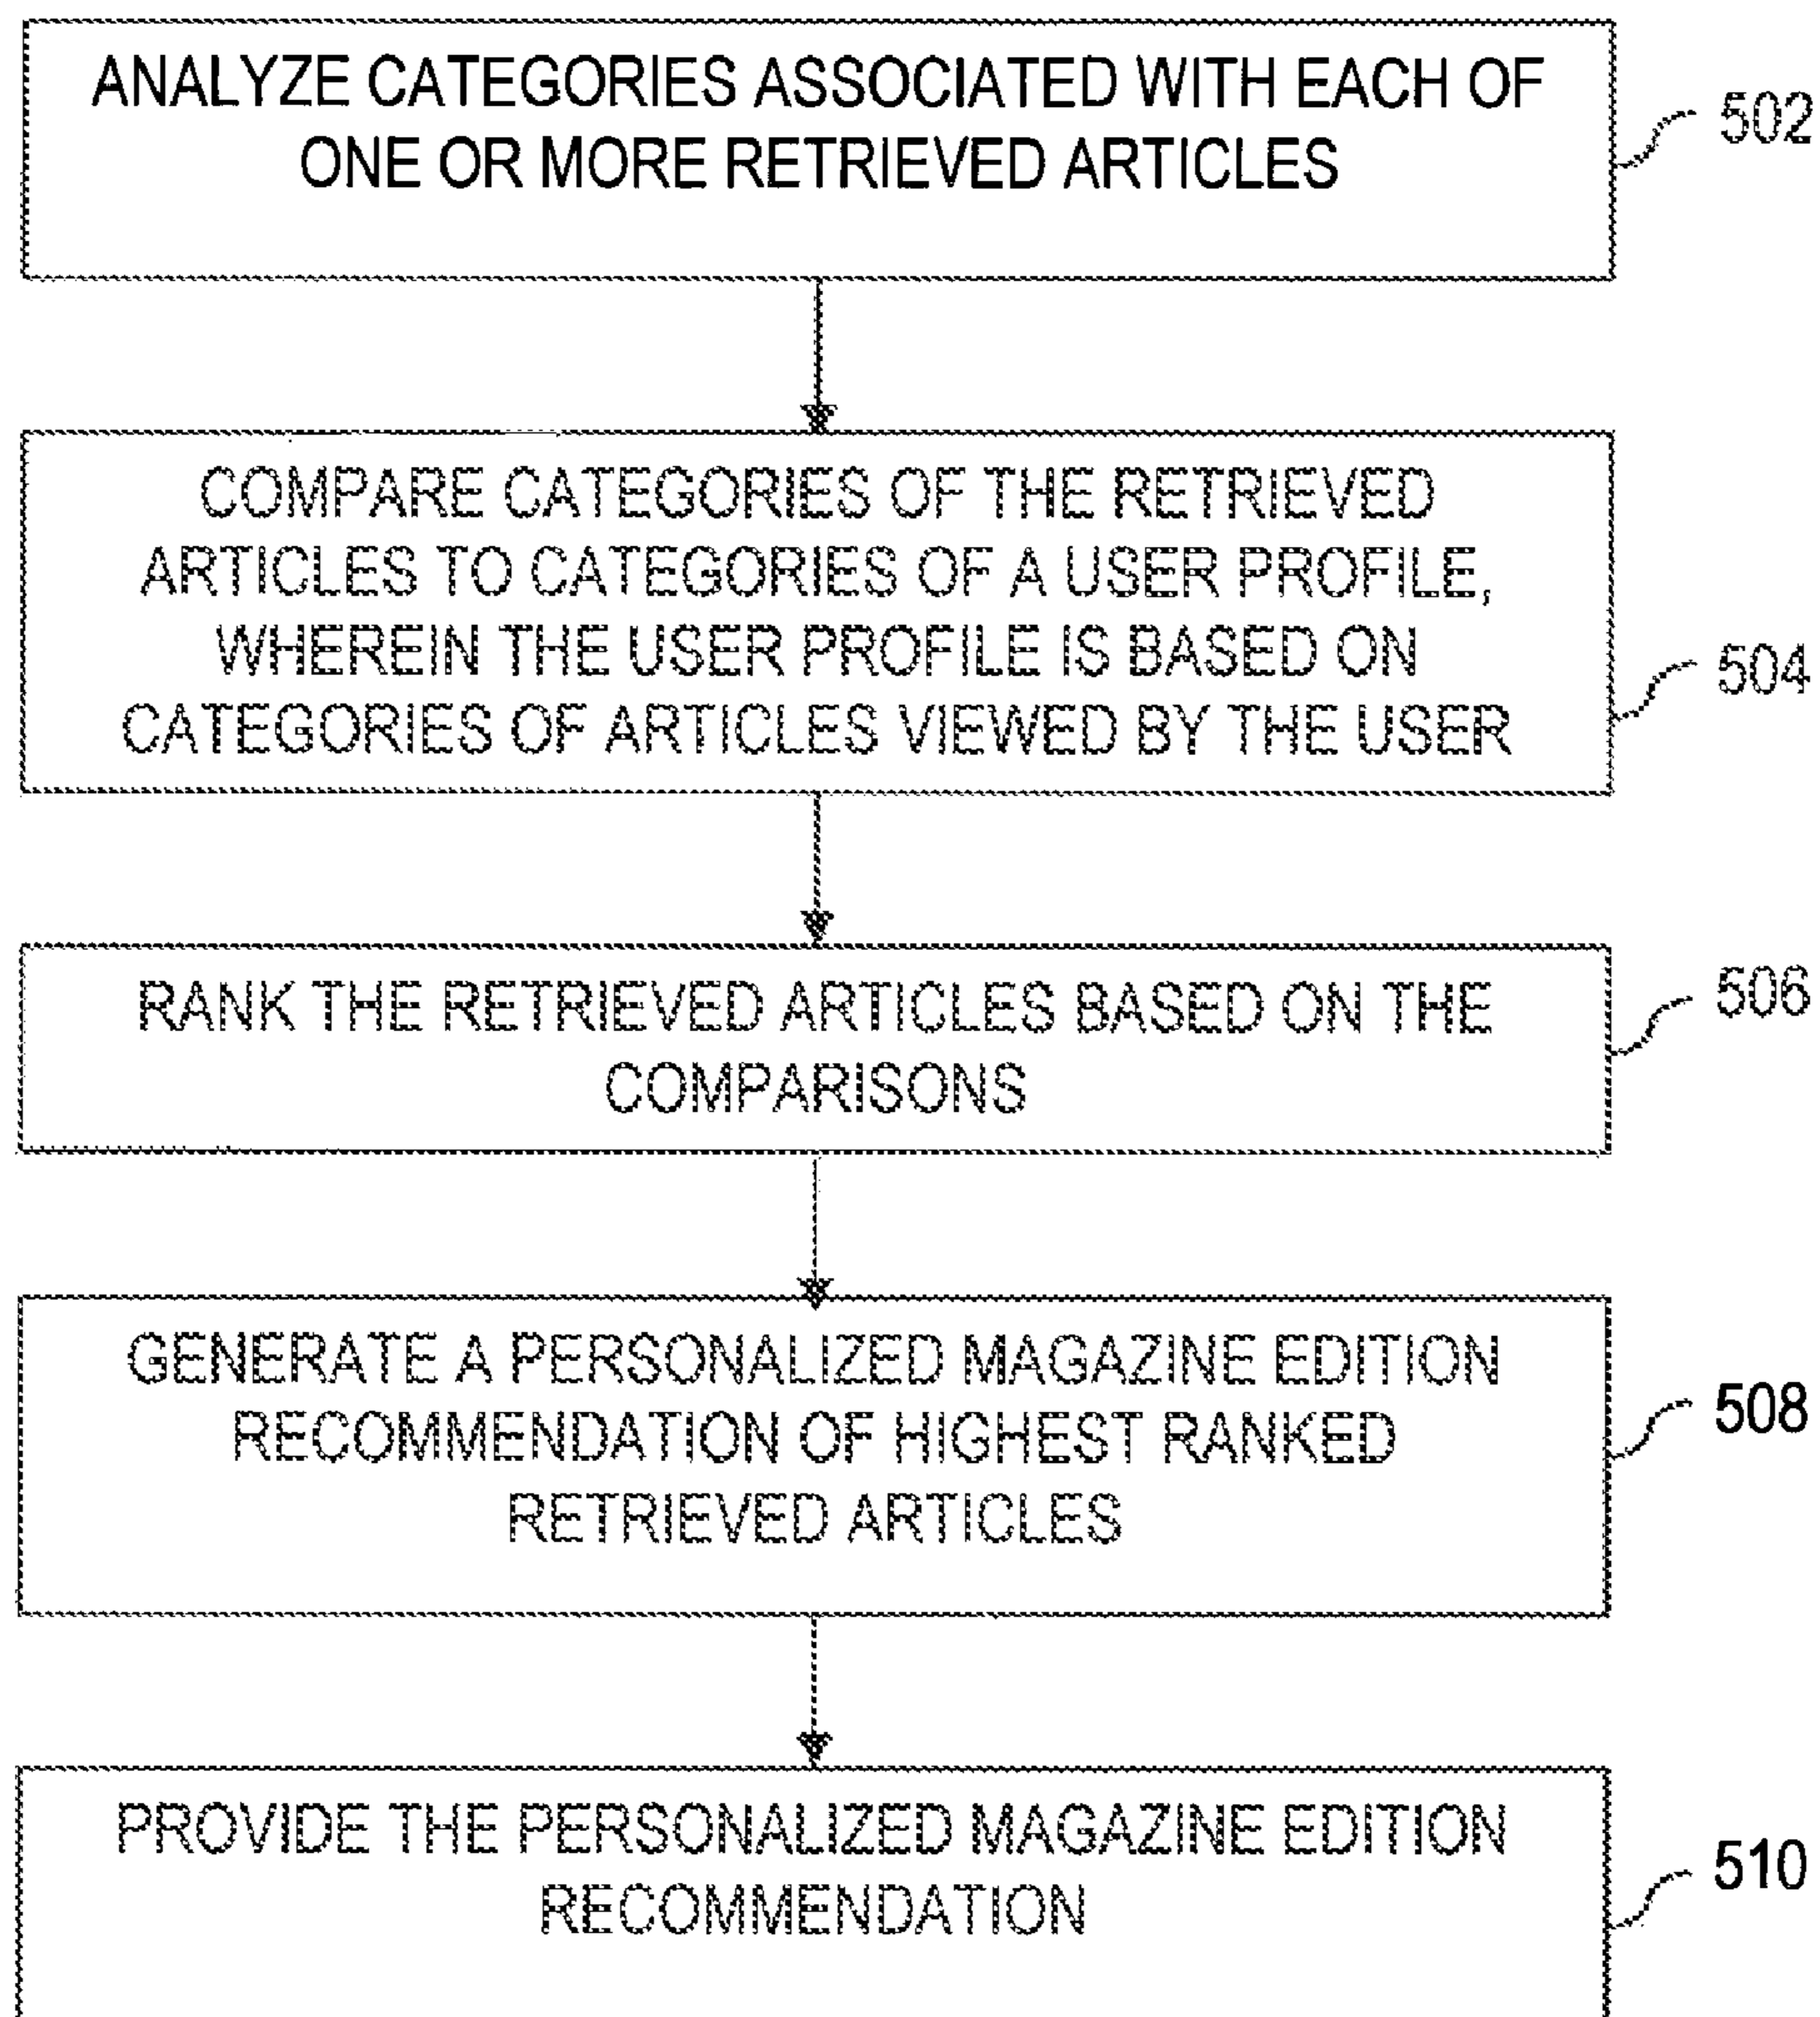 ANALYZE CATEGORIES ASSOCIATED WITH EACH OF
ONE OR MORE RETRIEVED ARTICLES
502
COMPARE CATEGORIES OF THE RETRIEVED
ARTICLES TO CATEGORIES OF A USER PROFILE,
WHEREIN THE USER PROFILE IS BASED ON
CATEGORIES OF ARTICLES VIEWED BY THE USER
504
RANK THE RETRIEVED ARTICLES BASED ON THE
COMPARISONS
506
GENERATE A PERSONALIZED MAGAZINE EDITION
RECOMMENDATION OF HIGHEST RANKED
RETRIEVED ARTICLES
508
PROVIDE THE PERSONALIZED MAGAZINE EDITION
RECOMMENDATION
510